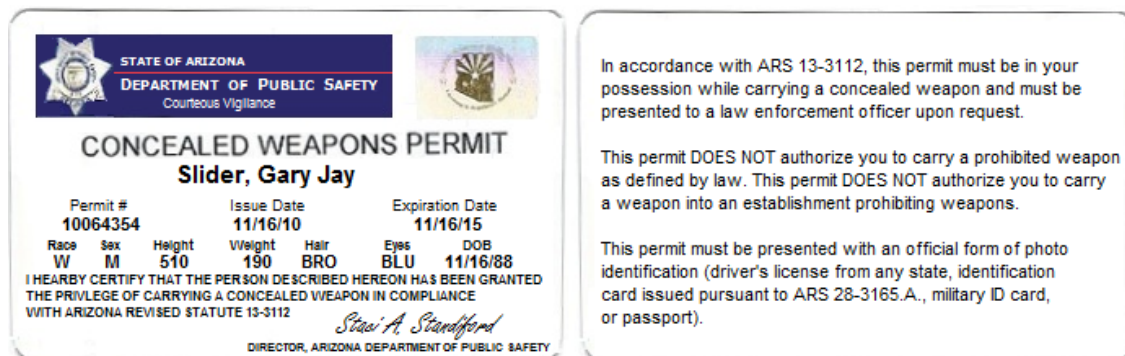 STATE OF ARIZONA
DEPARTMENT OF PUBLIC SAFETY
Courteous Vigilance
CONCEALED WEAPONS PERMIT
Slider, Gary Jay
Permit # Issue Date Expiration Date
10064354 11/16/10 11/16/15
Race Sex Height Weight Hair Eyes DOB
W M 510 190 BRO BLU 11/16/88
I HEARBY CERTIFY THAT THE PERSON DESCRIBED HEREON HAS BEEN GRANTED
THE PRIVLEGE OF CARRYING A CONCEALED WEAPON IN COMPLIANCE
WITH ARIZONA REVISED STATUTE 13-3112
Staci A. Standiford
DIRECTOR, ARIZONA DEPARTMENT OF PUBLIC SAFETY
In accordance with ARS 13-3112, this permit must be in your
possession while carrying a concealed weapon and must be
presented to a law enforcement officer upon request.
This permit DOES NOT authorize you to carry a prohibited weapon
as defined by law. This permit DOES NOT authorize you to carry
a weapon into an establishment prohibiting weapons.
This permit must be presented with an official form of photo
identification (driver's license from any state, identification
card issued pursuant to ARS 28-3165.A., military ID card,
or passport).